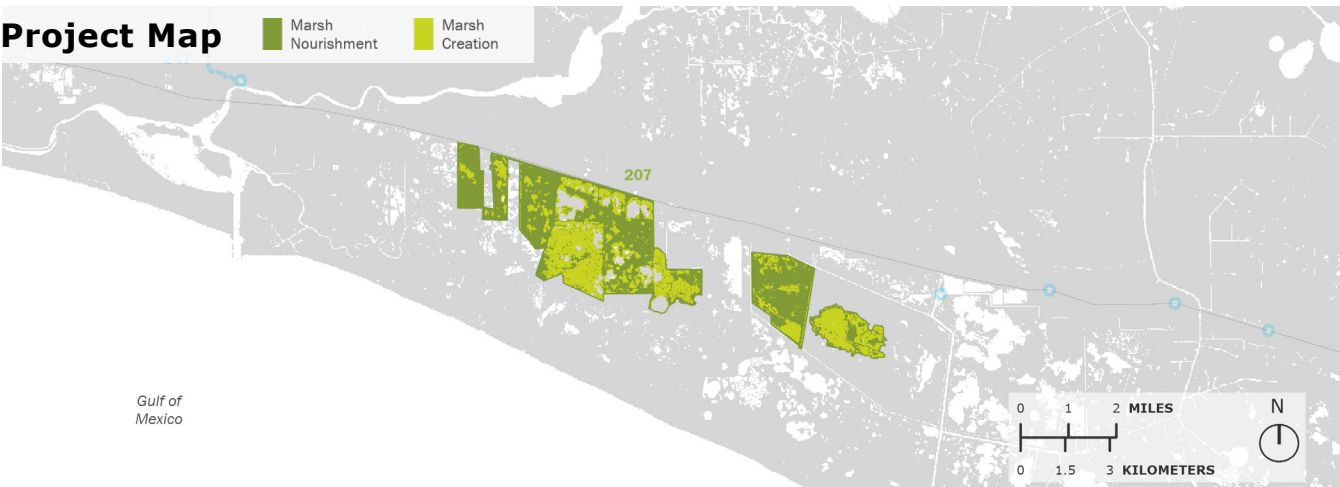 Project Map
Marsh
Nourishment
Marsh
Creation
207
Gulf of
Mexico
0 1 2 MILES
0 1.5 3 KILOMETERS
N